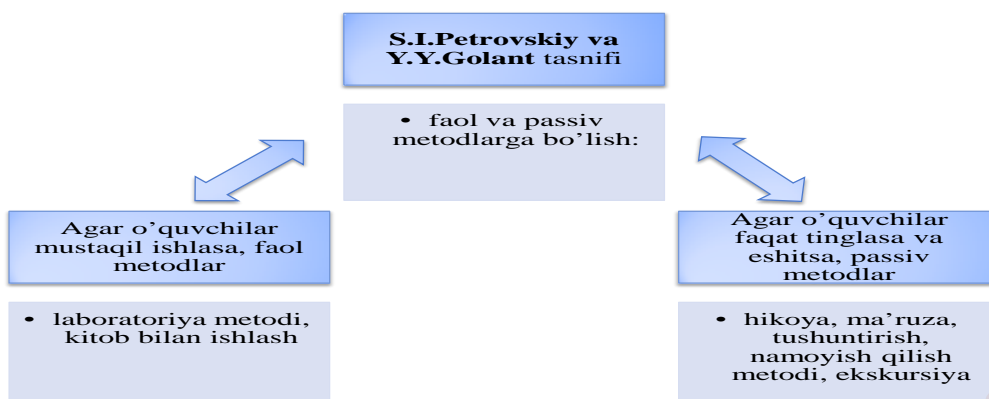 S.I.Petrovskiy va
Y.Y.Golant tasnifi
• faol va passiv
metodlarga bo’lish:
Agar o’quvchilar
mustaqil ishlasa, faol
metodlar
• laboratoriya metodi,
kitob bilan ishlash
Agar o’quvchilar
faqat tinglasa va
eshitsa, passiv
metodlar
• hikoya, ma’ruza,
tushuntirish,
namoyish qilish
metodi, ekskursiya